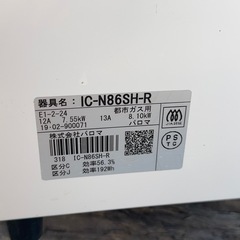 器具名：IC-N86SH-R
E1-2-24 都市ガス用
12A 7.55kW 13A 8.10kW
19・02-900071 パロマ
株式会社パロマ
318 IC-N86SH-R
区分C 効率56.3%
区分J 効率192Wh
PS
TG